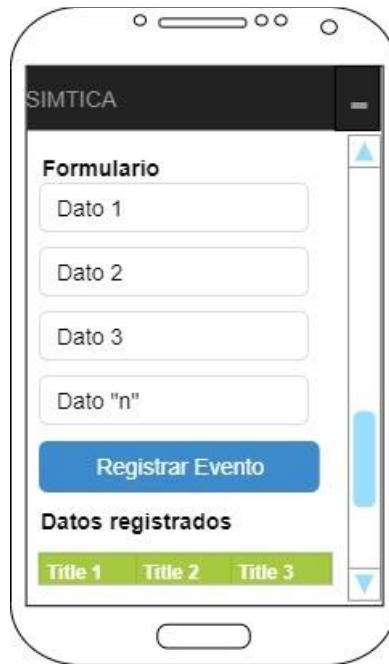 SIMTICA
Formulario
Dato 1
Dato 2
Dato 3
Dato "n"
Registrar Evento
Datos registrados
Title 1 Title 2 Title 3